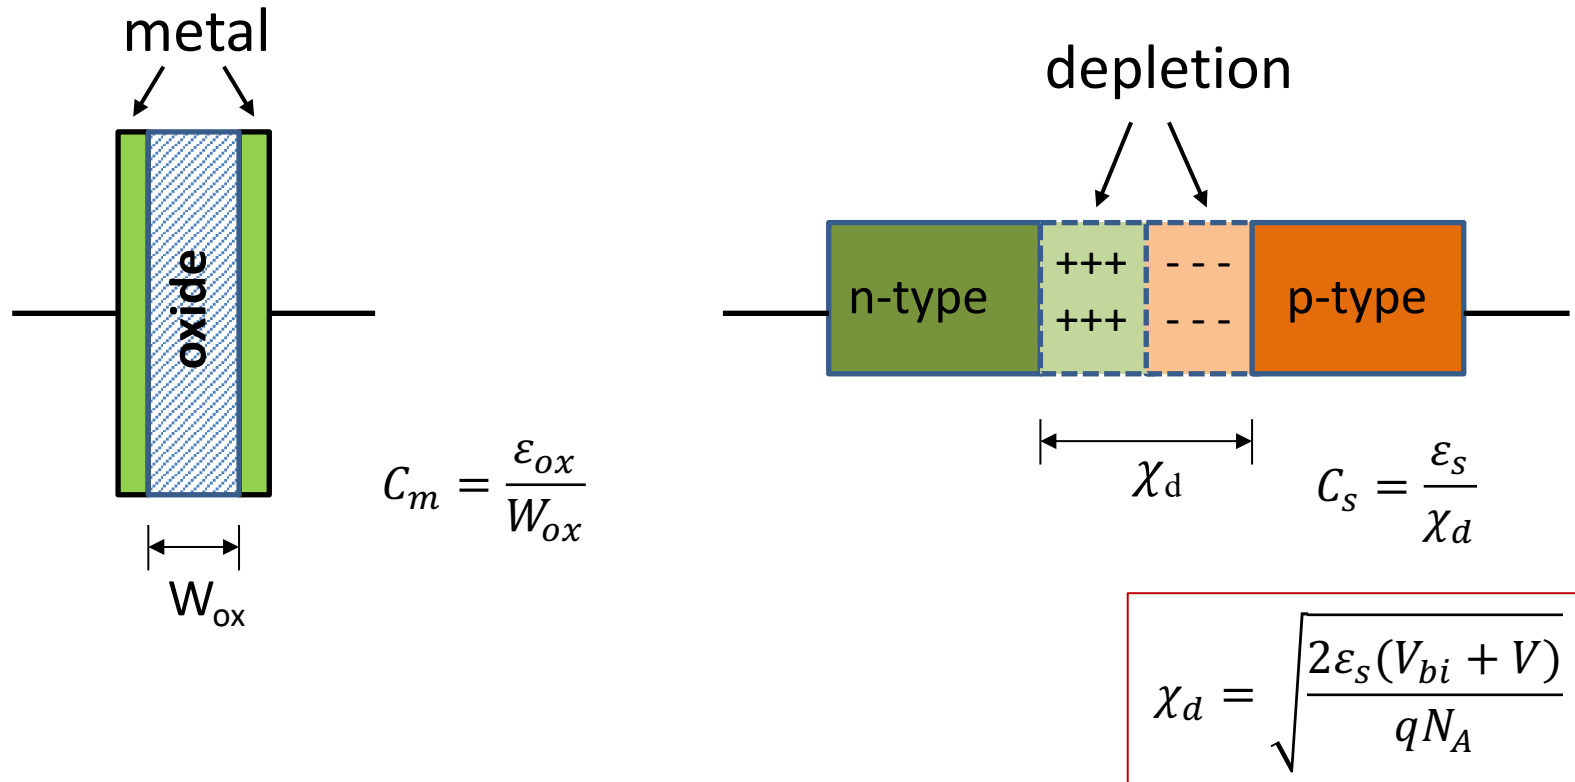 metal
oxide
W_ox
C_m = ε_ox / W_ox
depletion
n-type
+++
+++
- - -
- - -
p-type
χ_d
C_s = ε_s / χ_d
χ_d = √(2ε_s(V_bi + V) / qN_A)